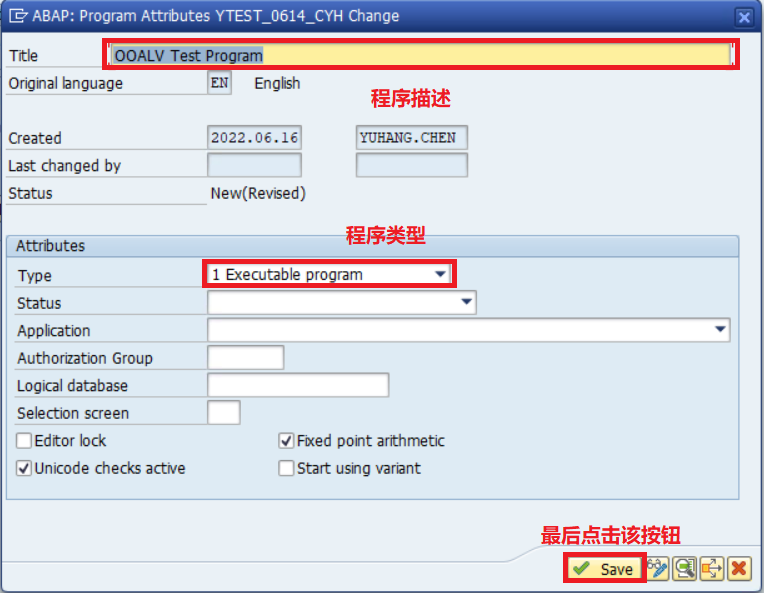 ABAP: Program Attributes YTEST_0614_CYH Change
Title OOALV Test Program
Original language EN English
程序描述
Created 2022.06.16 YUHANG.CHEN
Last changed by
Status New(Revised)
程序类型
Attributes
Type 1 Executable program
Status
Application
Authorization Group
Logical database
Selection screen
Editor lock Fixed point arithmetic
Unicode checks active Start using variant
最后点击该按钮
Save